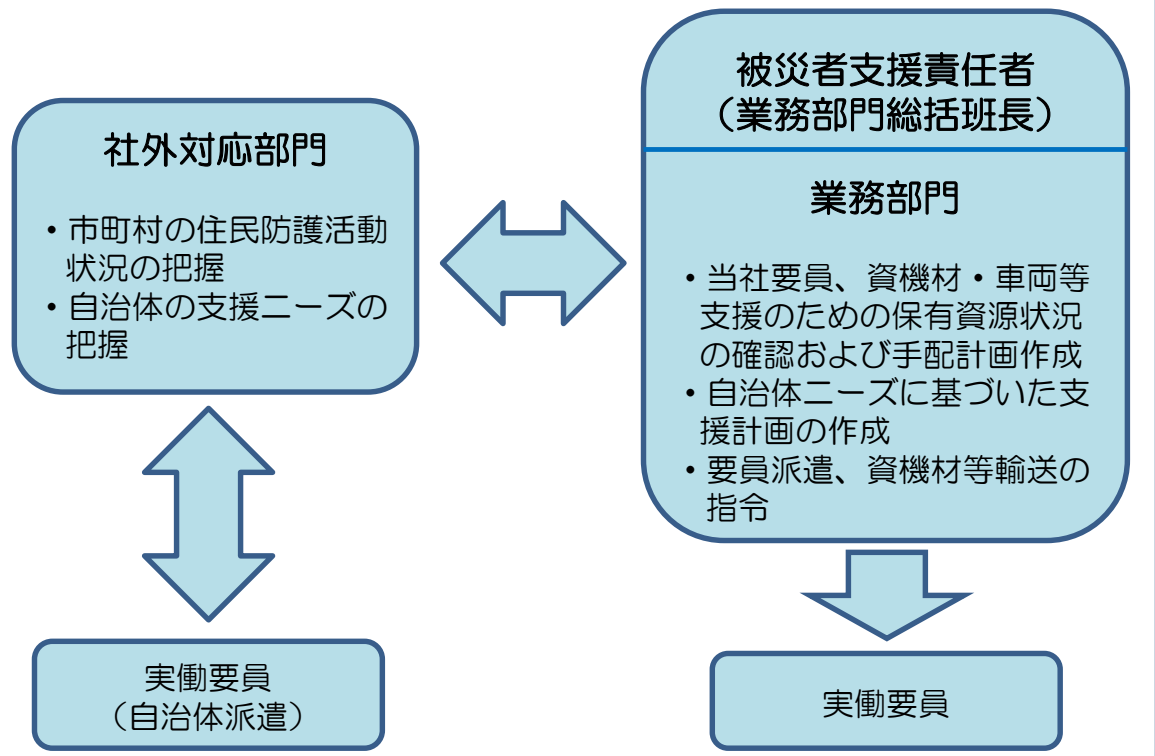 社外対応部門
・市町村の住民防護活動
状況の把握
・自治体の支援ニーズの
把握
実働要員
（自治体派遣）
被災者支援責任者
（業務部門総括班長）
業務部門
・当社要員、資機材・車両等
支援のための保有資源状況
の確認および手配計画作成
・自治体ニーズに基づいた支
援計画の作成
・要員派遣、資機材等輸送の
指令
実働要員